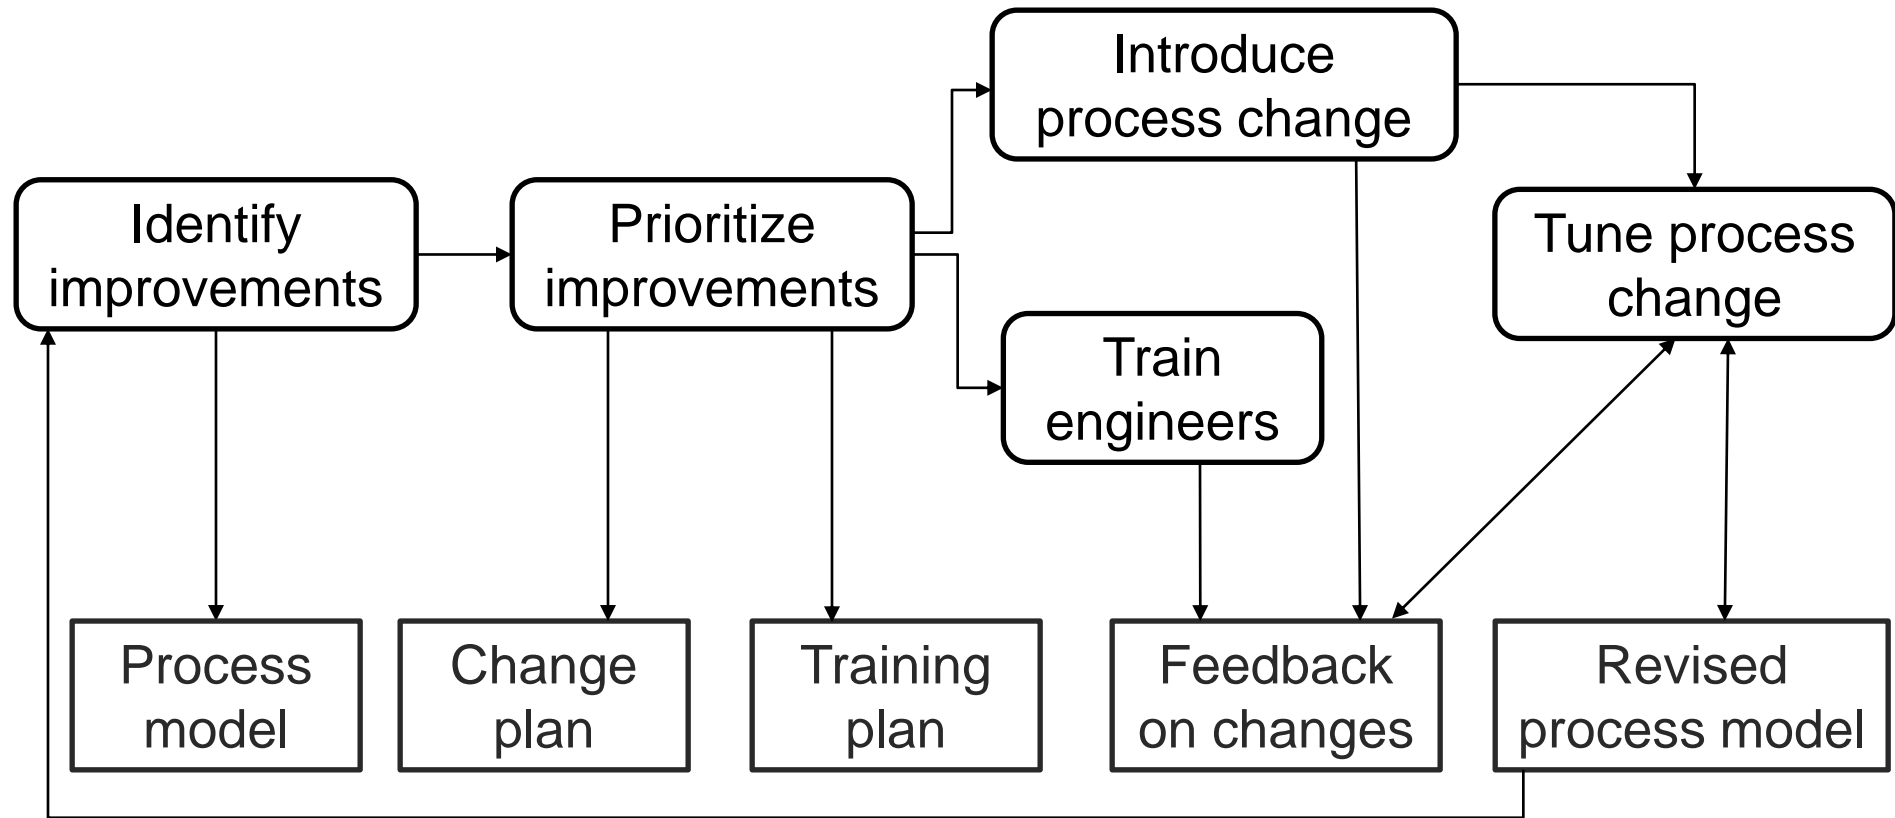 Introduce
process change
Identify
improvements
Prioritize
improvements
Tune process
change
Train
engineers
Process
model
Change
plan
Training
plan
Feedback
on changes
Revised
process model